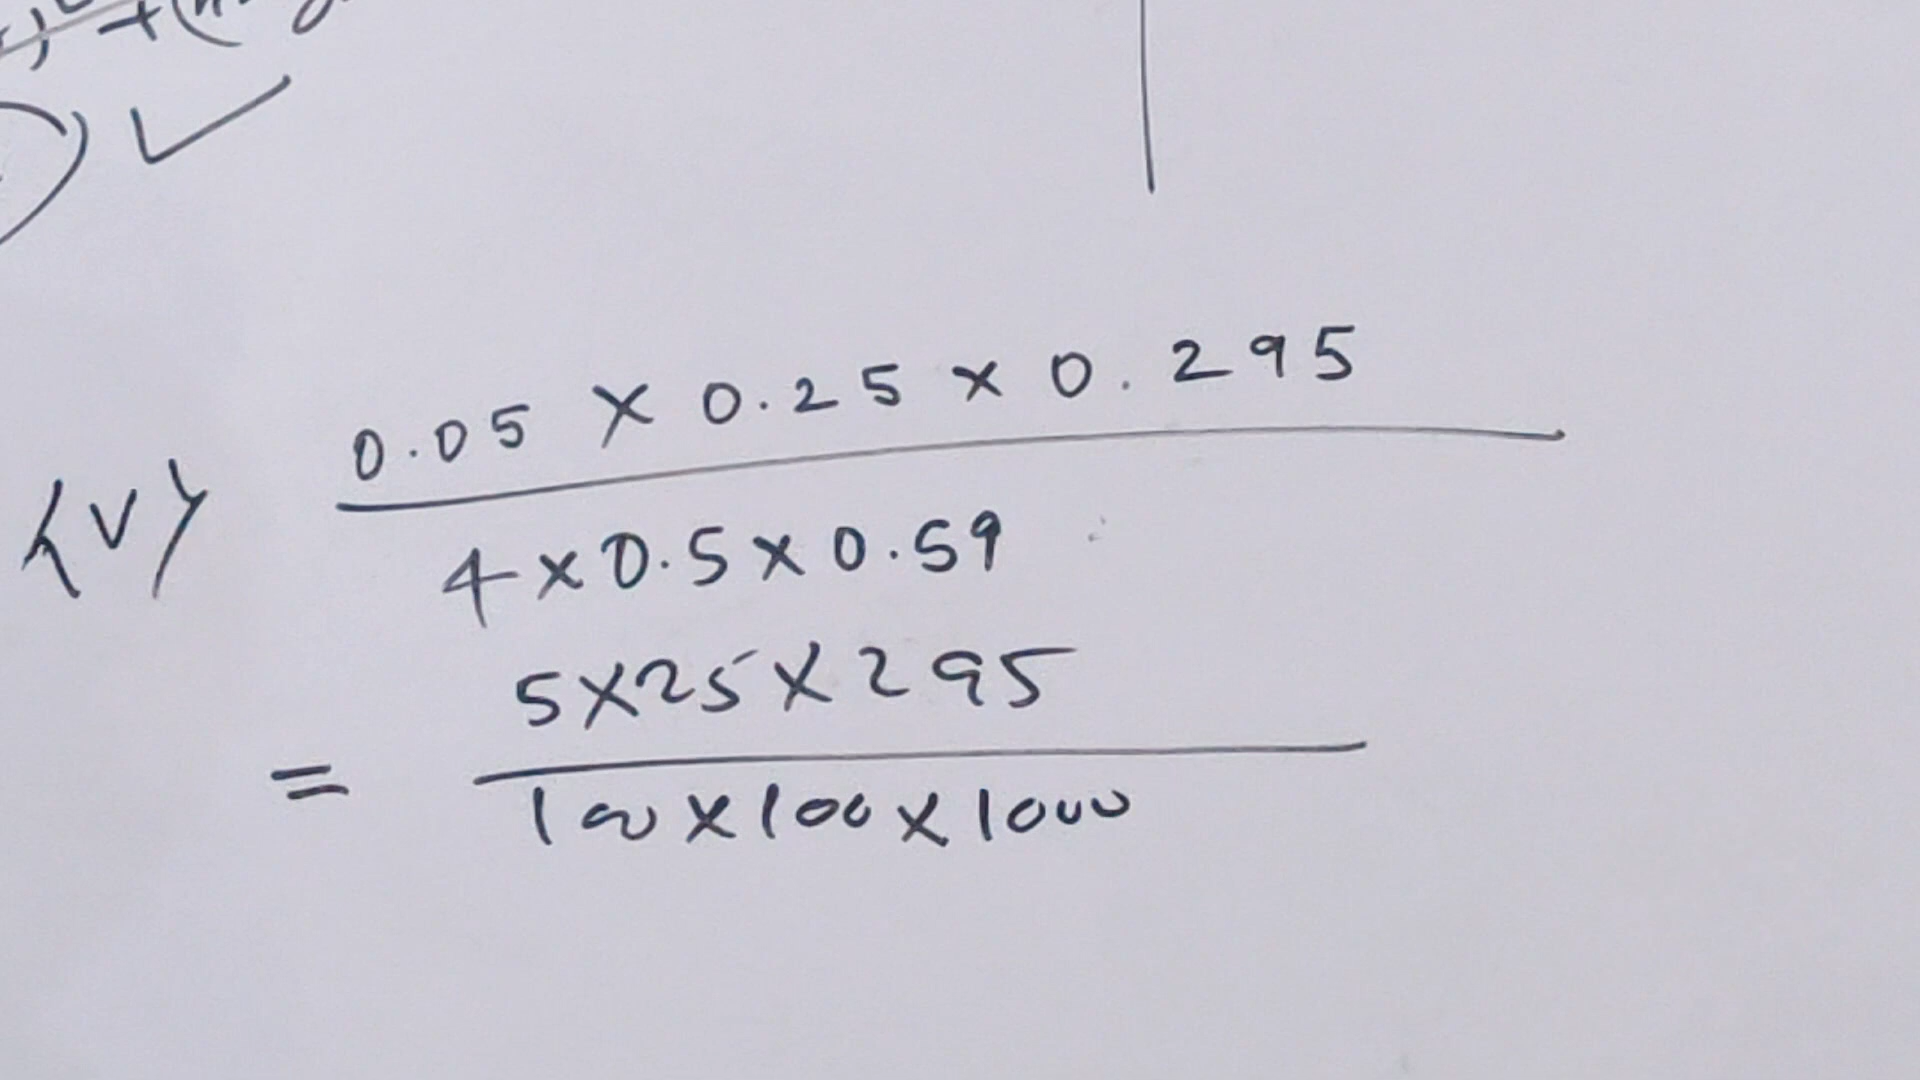 <V> 0.05 × 0.25 × 0.295
4 × 0.5 × 0.59
5×25×295
=
100×100×1000